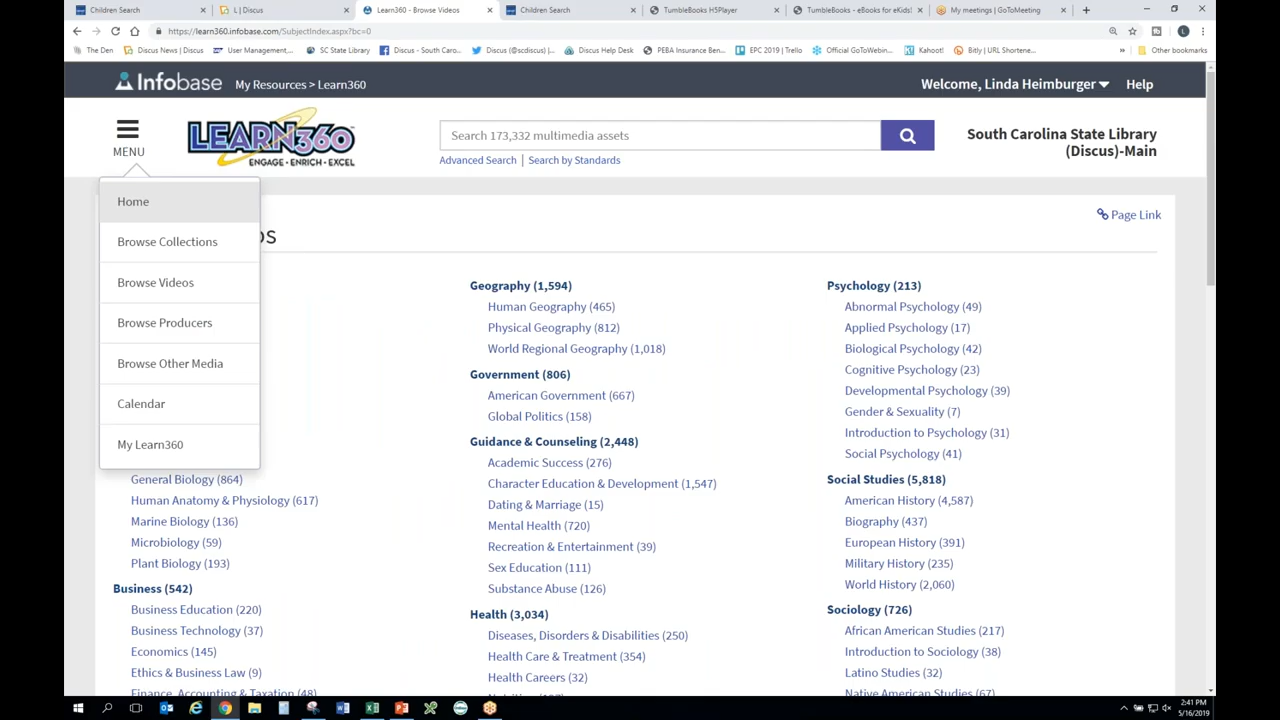 Children Search
L | Discus
Learn360 - Browse Videos
Children Search
TumbleBooks H5Player
TumbleBooks - eBooks for eKids!
My meetings | GoToMeeting
https://learn360.infobase.com/SubjectIndex.aspx?bc=0
The Den
Discus News | Discus
User Management,...
SC State Library
Discus - South Caro...
Twitter (@scdiscus) |...
Discus Help Desk
PEBA Insurance Ben...
EPC 2019 | Trello
Official GoToWebin...
Kahoot!
Bitly | URL Shortene...
»
Other bookmarks
Infobase
My Resources > Learn360
Welcome, Linda Heimburger
Help
MENU
LEARN360
ENGAGE · ENRICH · EXCEL
Search 173,332 multimedia assets
Advanced Search | Search by Standards
South Carolina State Library
(Discus)-Main
Home
Browse Collections
Browse Videos
Browse Producers
Browse Other Media
Calendar
My Learn360
os
Page Link
General Biology (864)
Human Anatomy & Physiology (617)
Marine Biology (136)
Microbiology (59)
Plant Biology (193)
Business (542)
Business Education (220)
Business Technology (37)
Economics (145)
Ethics & Business Law (9)
Finance, Accounting & Taxation (48)
Geography (1,594)
Human Geography (465)
Physical Geography (812)
World Regional Geography (1,018)
Government (806)
American Government (667)
Global Politics (158)
Guidance & Counseling (2,448)
Academic Success (276)
Character Education & Development (1,547)
Dating & Marriage (15)
Mental Health (720)
Recreation & Entertainment (39)
Sex Education (111)
Substance Abuse (126)
Health (3,034)
Diseases, Disorders & Disabilities (250)
Health Care & Treatment (354)
Health Careers (32)
Psychology (213)
Abnormal Psychology (49)
Applied Psychology (17)
Biological Psychology (42)
Cognitive Psychology (23)
Developmental Psychology (39)
Gender & Sexuality (7)
Introduction to Psychology (31)
Social Psychology (41)
Social Studies (5,818)
American History (4,587)
Biography (437)
European History (391)
Military History (235)
World History (2,060)
Sociology (726)
African American Studies (217)
Introduction to Sociology (38)
Latino Studies (32)
Native American Studies (67)
2:41 PM
5/16/2019